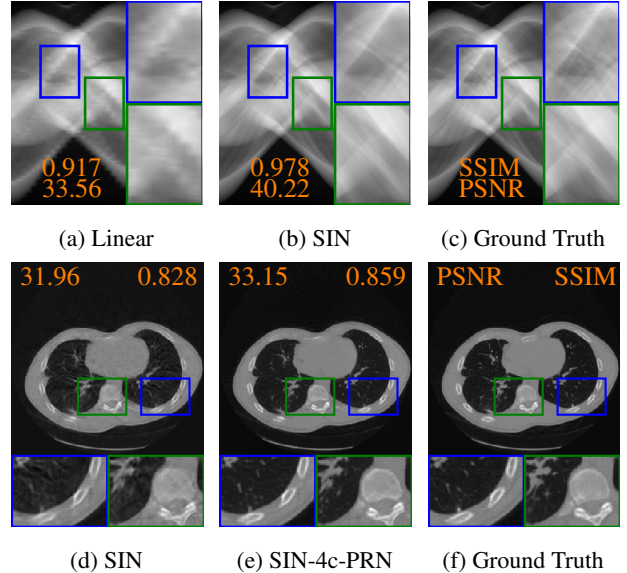 0.917
33.56
0.978
40.22
SSIM
PSNR
(a) Linear
(b) SIN
(c) Ground Truth
31.96 0.828
33.15 0.859
PSNR SSIM
(d) SIN
(e) SIN-4c-PRN
(f) Ground Truth